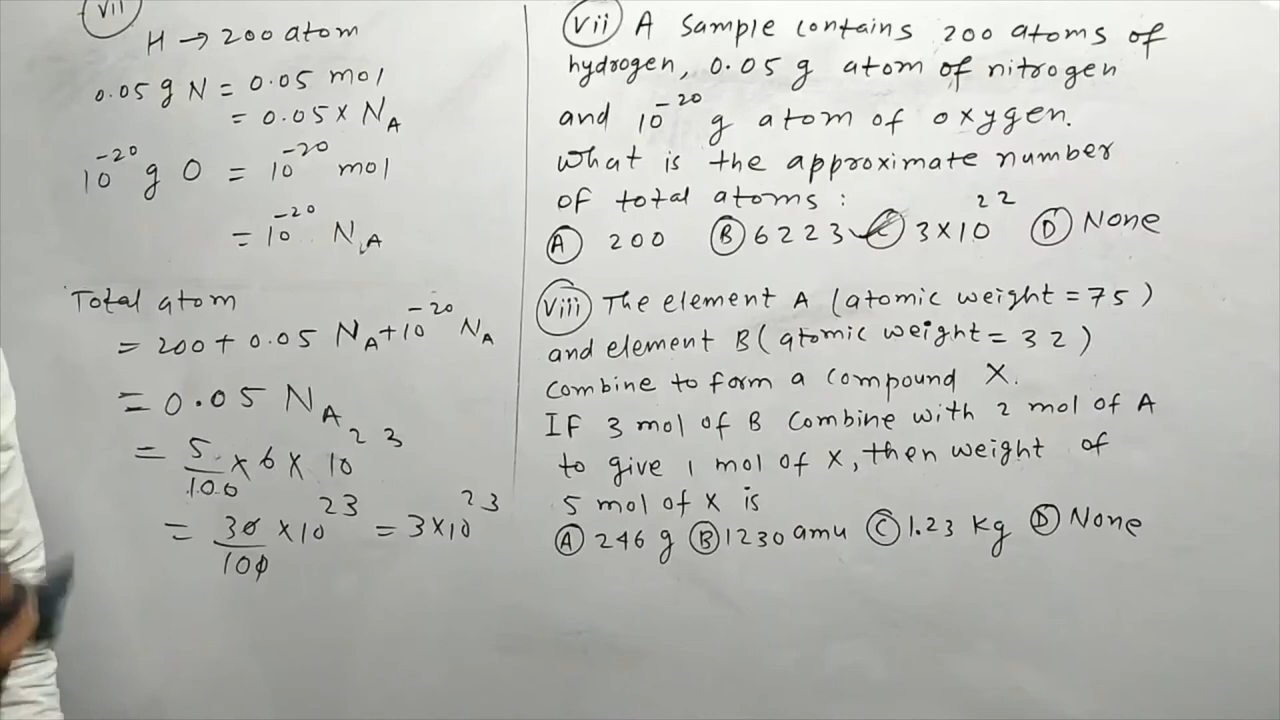 VII
H → 200 atom
0.05 g N = 0.05 mol
= 0.05 × N_A
10^-20 g O = 10^-20 mol
= 10^-20 N_A
Total atom
= 200 + 0.05 N_A + 10^-20 N_A
= 0.05 N_A
= 5/100 × 6 × 10^23
= 30/100 × 10^23 = 3×10^23
Vii A Sample contains 200 atoms of
hydrogen, 0.05 g atom of nitrogen
and 10^-20 g atom of oxygen.
What is the approximate number
of total atoms :
A 200 B 6223 C 3×10^22 D None
Viii The element A (atomic weight = 75)
and element B (atomic weight = 32)
Combine to form a compound X.
IF 3 mol of B Combine with 2 mol of A
to give 1 mol of X, then weight of
5 mol of X is
A 246 g B 1230 amu C 1.23 kg D None